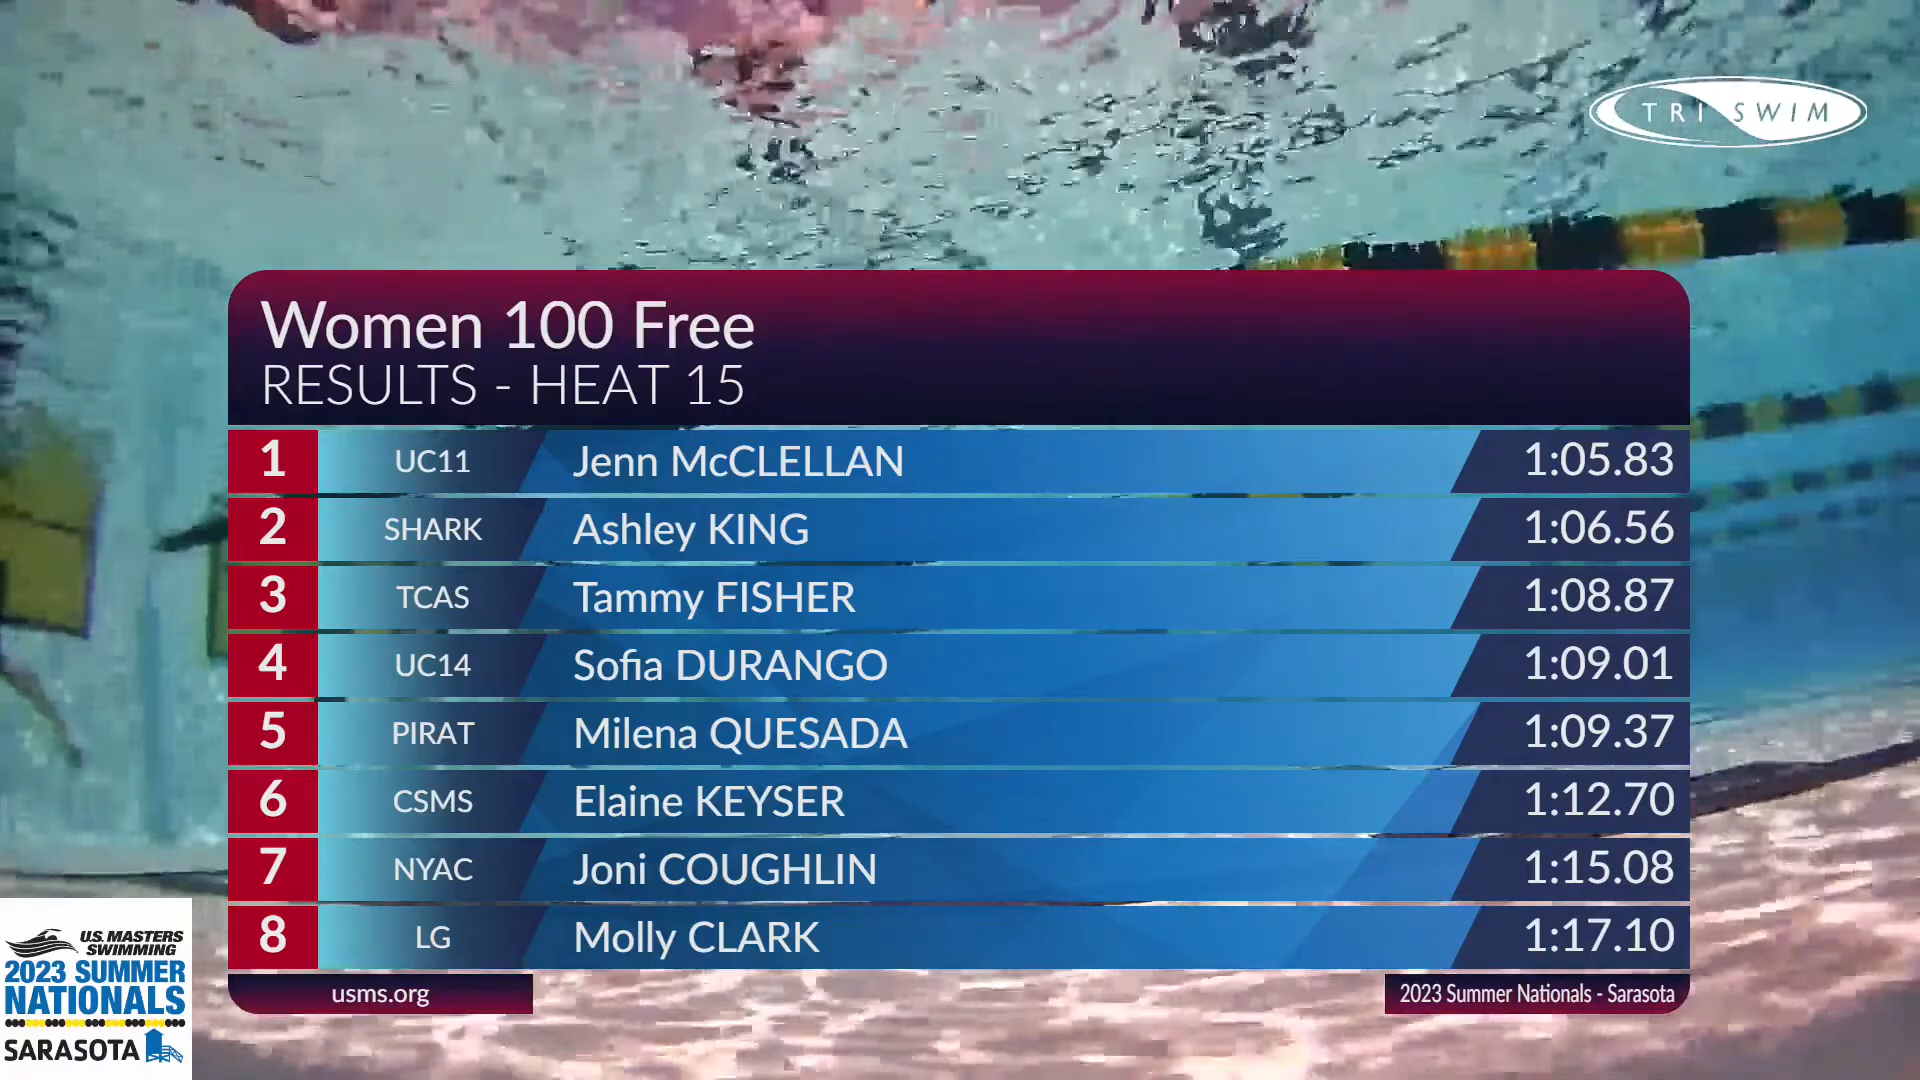 TRI SWIM
Women 100 Free
RESULTS - HEAT 15
1 UC11 Jenn McCLELLAN 1:05.83
2 SHARK Ashley KING 1:06.56
3 TCAS Tammy FISHER 1:08.87
4 UC14 Sofia DURANGO 1:09.01
5 PIRAT Milena QUESADA 1:09.37
6 CSMS Elaine KEYSER 1:12.70
7 NYAC Joni COUGHLIN 1:15.08
8 LG Molly CLARK 1:17.10
usms.org 2023 Summer Nationals - Sarasota
U.S. MASTERS
SWIMMING
2023 SUMMER
NATIONALS
SARASOTA